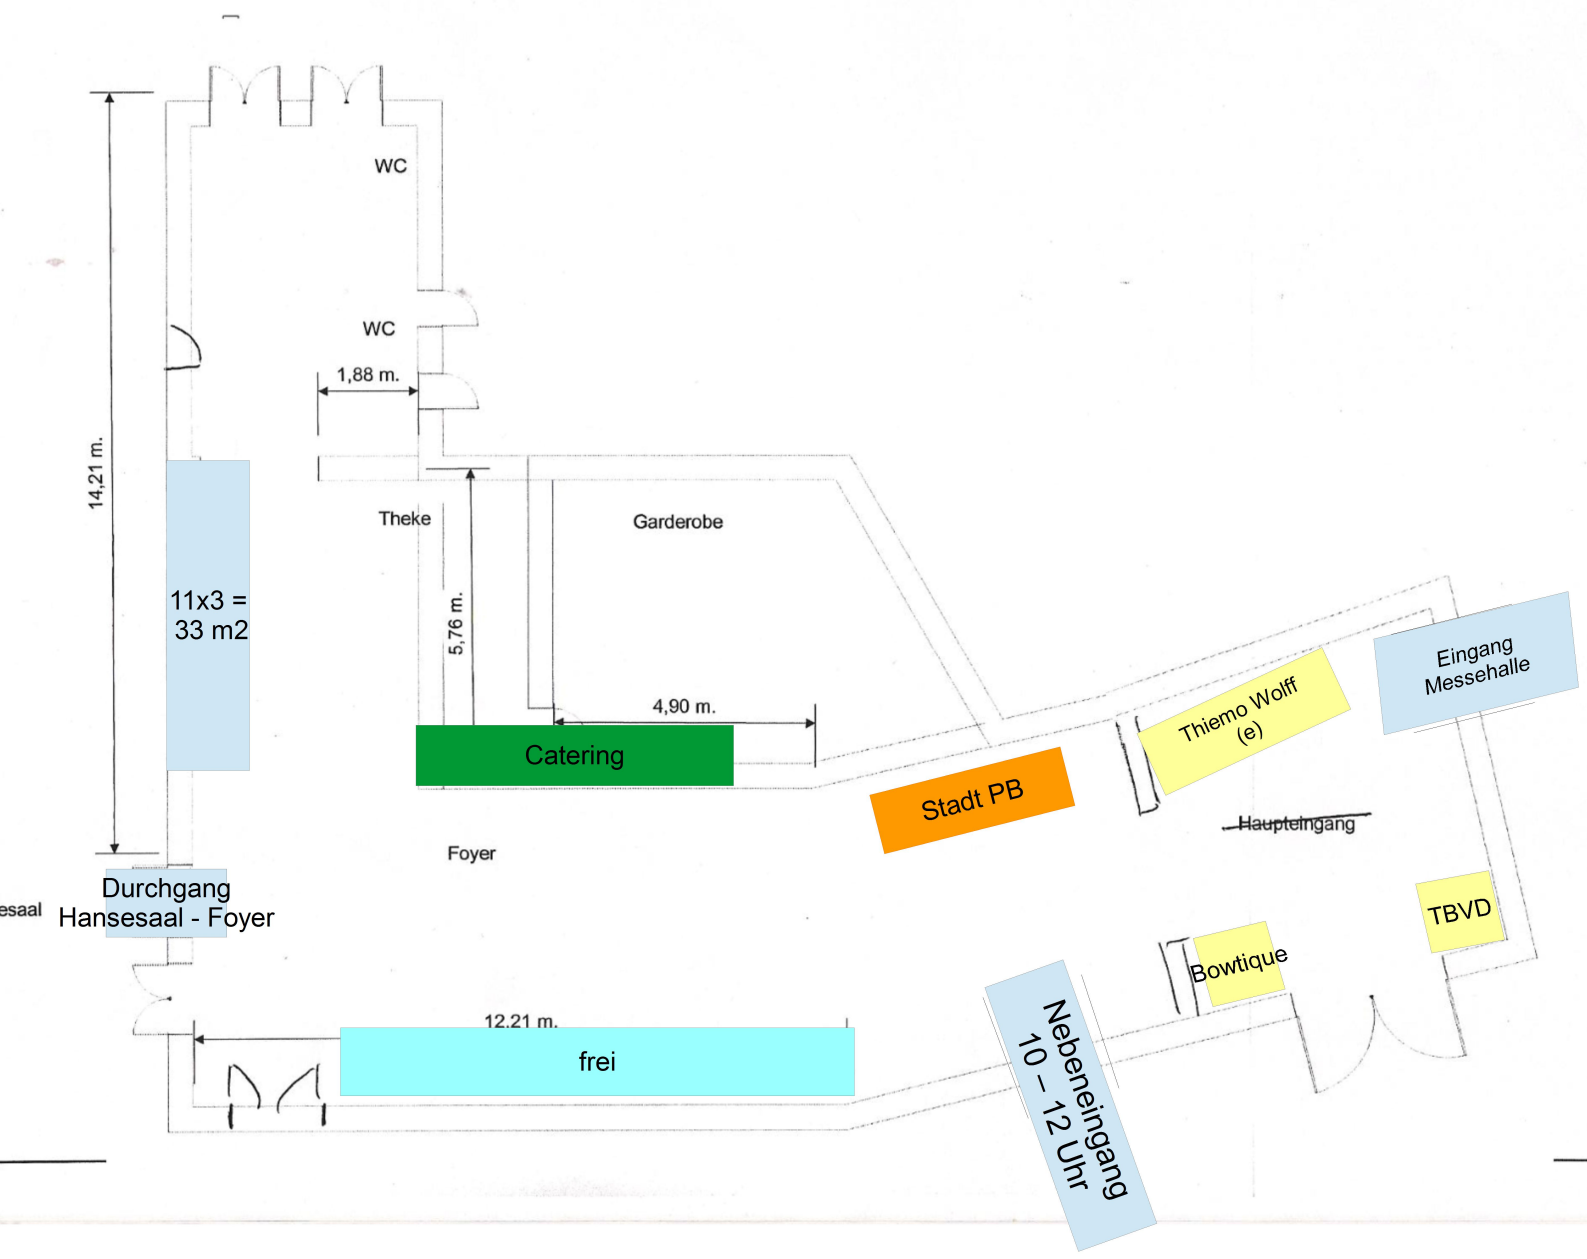 WC
WC
1,88 m.
14,21 m.
Theke
Garderobe
11x3 =
33 m2
5,76 m.
4,90 m.
Catering
Eingang
Messehalle
Thiemo Wolff
(e)
Stadt PB
Haupteingang
Foyer
Durchgang
Hansesaal - Foyer
esaal
TBVD
Bowtique
12,21 m.
frei
Nebeneingang
10 – 12 Uhr